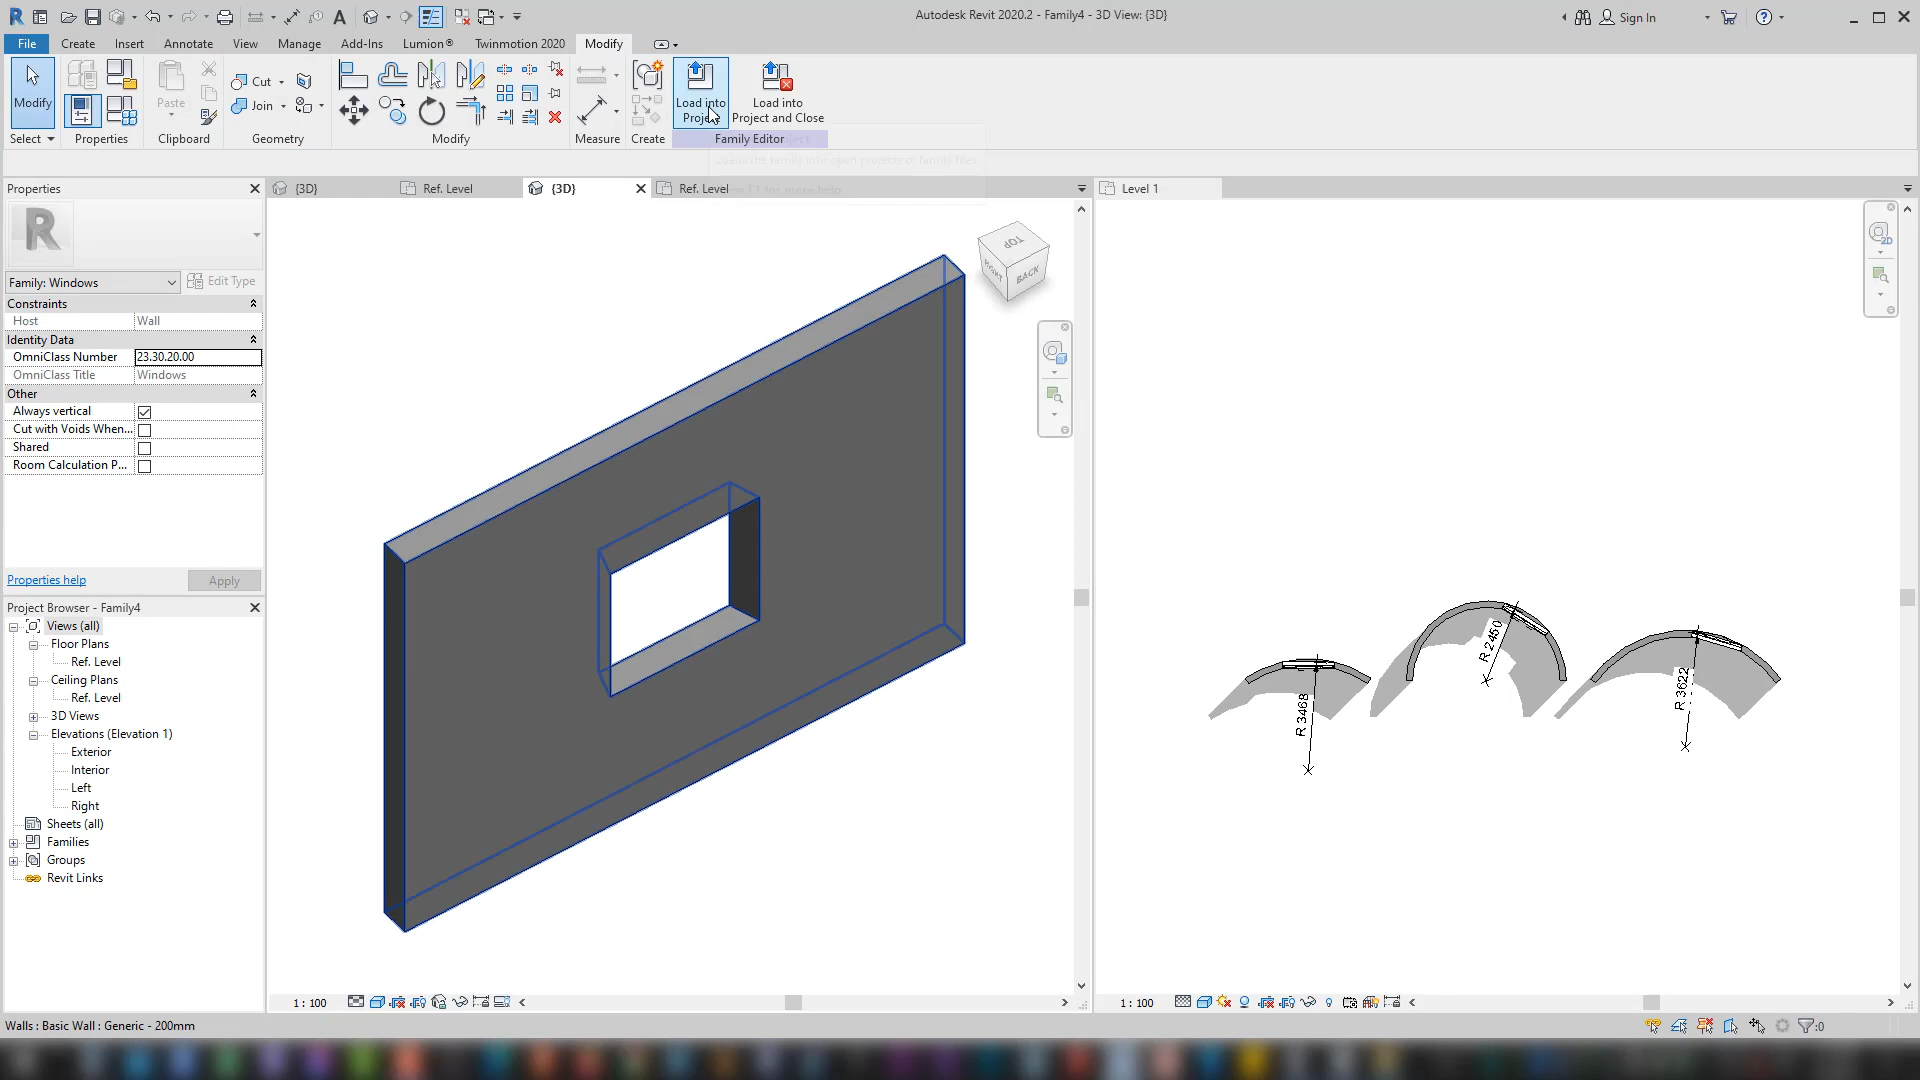 Autodesk Revit 2020.2 - Family4 - 3D View: {3D}
Sign In
File Create Insert Annotate View Manage Add-Ins Lumion® Twinmotion 2020 Modify
Modify
Paste
Cut
Join
Load into
Project
Load into
Project and Close
Select Properties Clipboard Geometry Modify Measure Create Family Editor
Properties
{3D}
Ref. Level
{3D}
Ref. Level
Level 1
Family: Windows
Edit Type
Constraints
Host Wall
Identity Data
OmniClass Number 23.30.20.00
OmniClass Title Windows
Other
Always vertical
Cut with Voids When...
Shared
Room Calculation P...
Properties help
Apply
TOP
RIGHT
BACK
2D
Project Browser - Family4
Views (all)
Floor Plans
Ref. Level
Ceiling Plans
Ref. Level
3D Views
Elevations (Elevation 1)
Exterior
Interior
Left
Right
Sheets (all)
Families
Groups
Revit Links
R 3468
R 2450
R 3622
1 : 100
1 : 100
Walls : Basic Wall : Generic - 200mm
:0